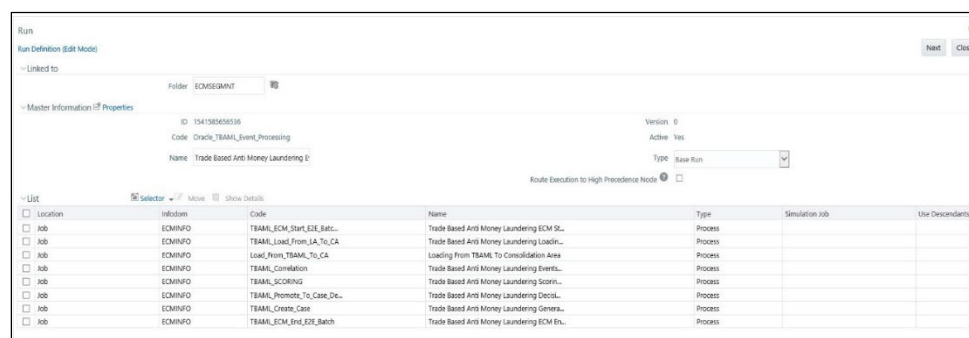 Run
Run Definition (Edit Mode)
Next Clos
Linked to
Folder ECMSEGMNT
Master Information Properties
ID 1541585656536 Version 0
Code Oracle_TBAML_Event_Processing Active Yes
Name Trade Based Anti Money Laundering E Type Base Run
Route Execution to High Precedence Node
List Selector Move Show Details
Location Infodom Code Name Type Simulation Job Use Descendants
Job ECMINFO TBAML_ECM_Start_E2E_Batc... Trade Based Anti Money Laundering ECM St... Process
Job ECMINFO TBAML_Load_From_LA_To_CA Trade Based Anti Money Laundering Loadin... Process
Job ECMINFO Load_From_TBAML_To_CA Loading From TBAML To Consolidation Area Process
Job ECMINFO TBAML_Correlation Trade Based Anti Money Laundering Events... Process
Job ECMINFO TBAML_SCORING Trade Based Anti Money Laundering Scorin... Process
Job ECMINFO TBAML_Promote_To_Case_De... Trade Based Anti Money Laundering Decisi... Process
Job ECMINFO TBAML_Create_Case Trade Based Anti Money Laundering Genera... Process
Job ECMINFO TBAML_ECM_End_E2E_Batch Trade Based Anti Money Laundering ECM En... Process